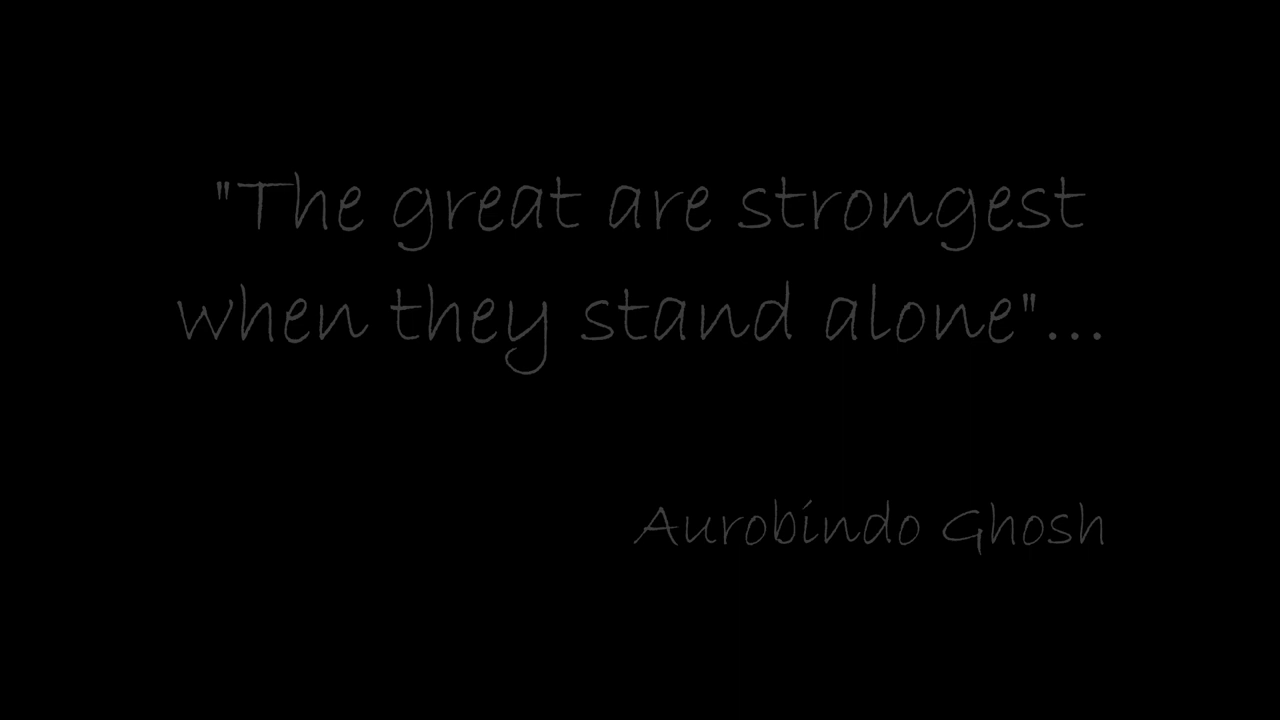 "The great are strongest
when they stand alone"...
Aurobindo Ghosh